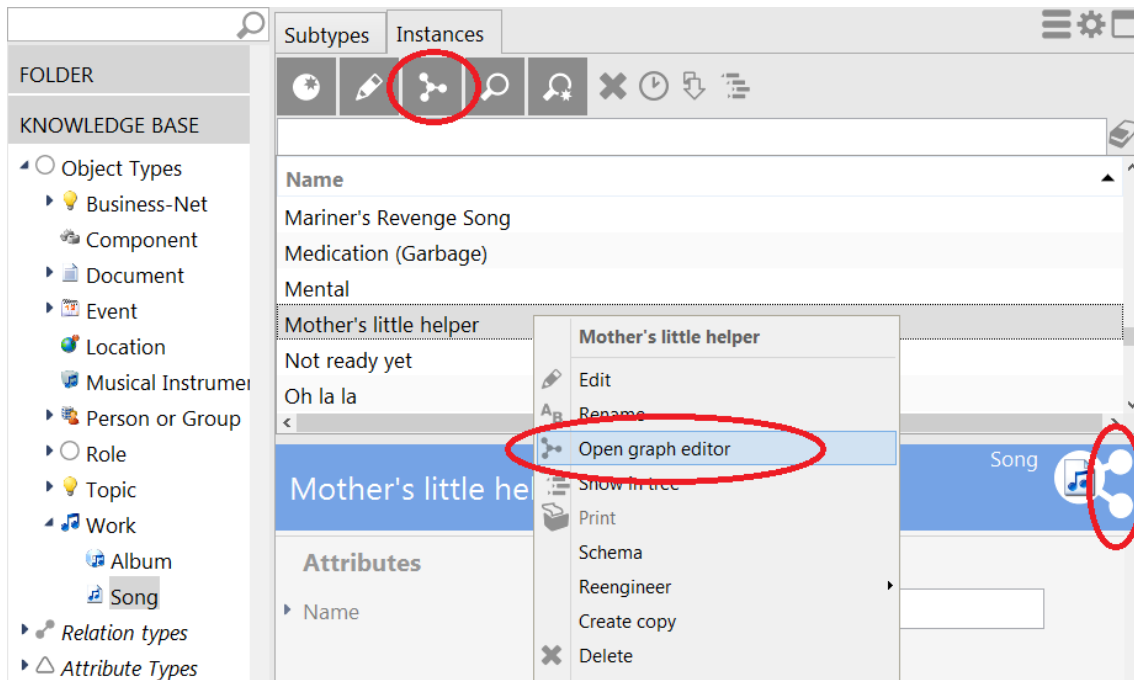 Subtypes
Instances
FOLDER
KNOWLEDGE BASE
Object Types
Business-Net
Component
Document
Event
Location
Musical Instrumen
Person or Group
Role
Topic
Work
Album
Song
Relation types
Attribute Types
Name
Mariner's Revenge Song
Medication (Garbage)
Mental
Mother's little helper
Not ready yet
Oh la la
Mother's little helper
Edit
Rename
Open graph editor
Show in tree
Print
Schema
Reengineer
Create copy
Delete
Mother's little hel
Song
Attributes
Name